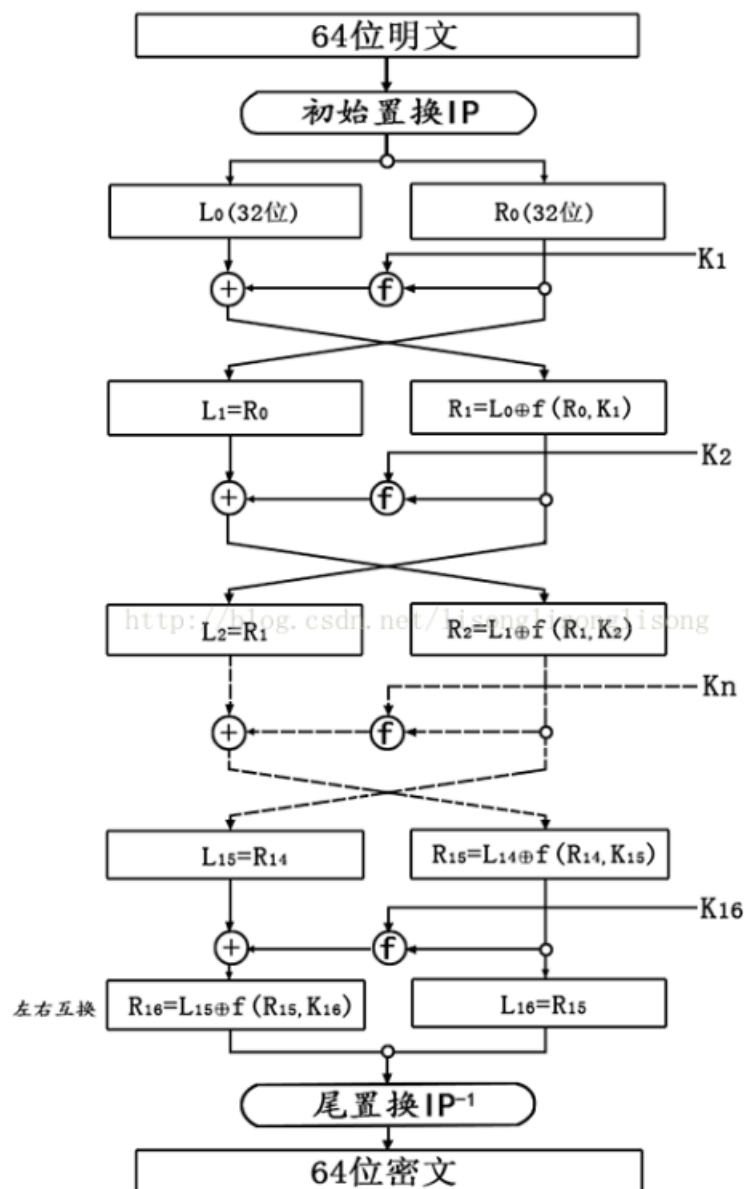 64位明文
初始置换IP
L₀(32位)
R₀(32位)
K₁
f
L₁=R₀
R₁=L₀⊕f(R₀,K₁)
K₂
f
http://blog.csdn.net/lisonglisonglisong
L₂=R₁
R₂=L₁⊕f(R₁,K₂)
Kn
f
L₁₅=R₁₄
R₁₅=L₁₄⊕f(R₁₄,K₁₅)
K₁₆
f
左右互换
R₁₆=L₁₅⊕f(R₁₅,K₁₆)
L₁₆=R₁₅
尾置换IP⁻¹
64位密文